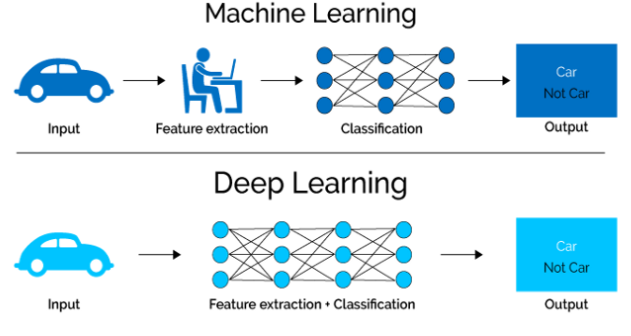 Machine Learning
Car
Not Car
Input
Feature extraction
Classification
Output
Deep Learning
Car
Not Car
Input
Feature extraction + Classification
Output